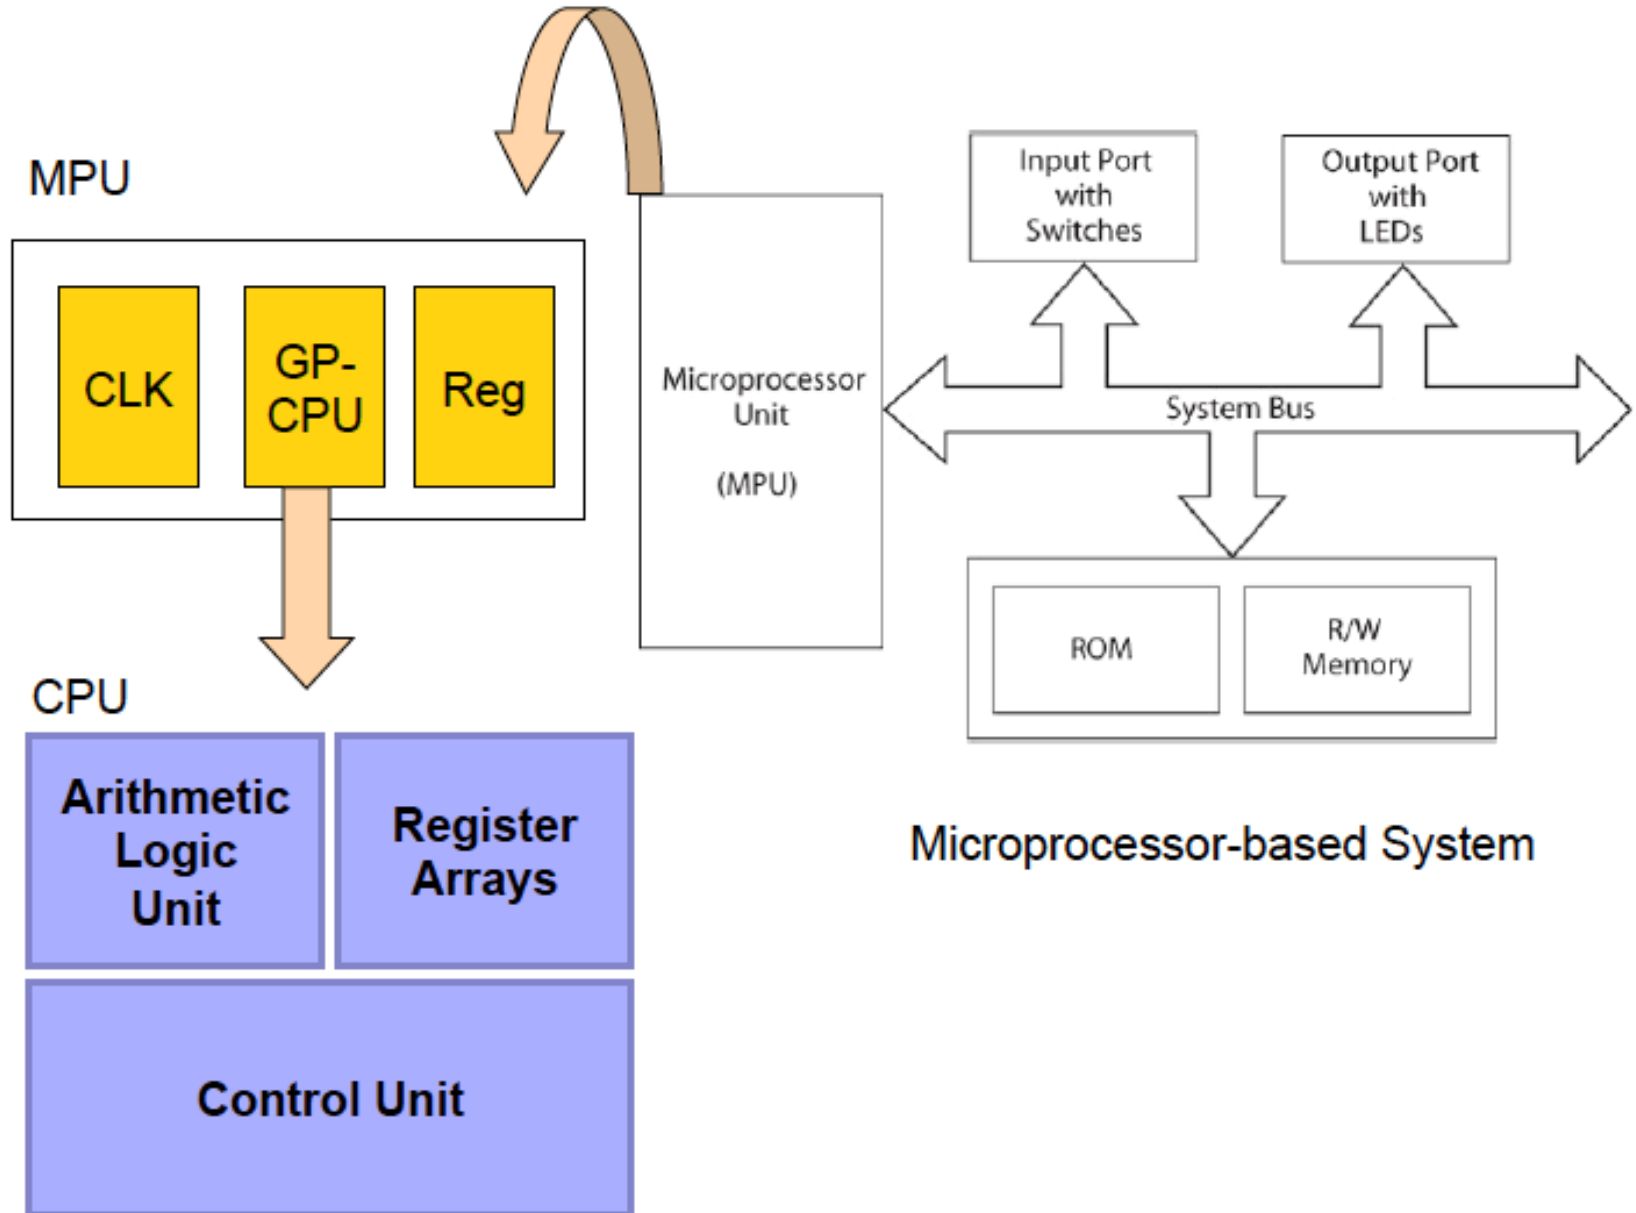 MPU
CLK
GP-
CPU
Reg
Microprocessor
Unit
(MPU)
Input Port
with
Switches
Output Port
with
LEDs
System Bus
ROM
R/W
Memory
CPU
Arithmetic
Logic
Unit
Register
Arrays
Control Unit
Microprocessor-based System